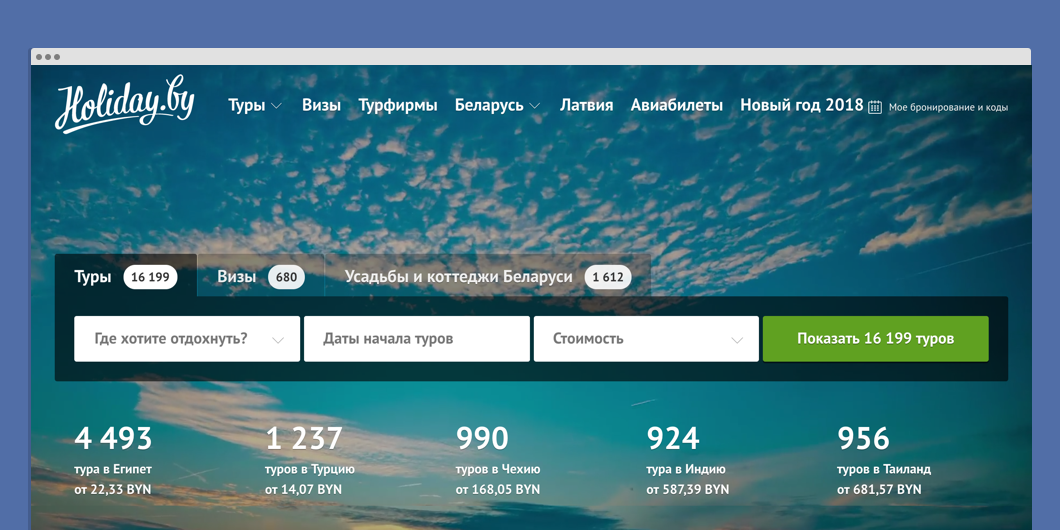 Holiday.by
Туры Визы Турфирмы Беларусь Латвия Авиабилеты Новый год 2018 Мое бронирование и коды
Туры 16 199 Визы 680 Усадьбы и коттеджи Беларуси 1 612
Где хотите отдохнуть? Даты начала туров Стоимость Показать 16 199 туров
4 493 1 237 990 924 956
тура в Египет туров в Турцию туров в Чехию тура в Индию туров в Таиланд
от 22,33 BYN от 14,07 BYN от 168,05 BYN от 587,39 BYN от 681,57 BYN